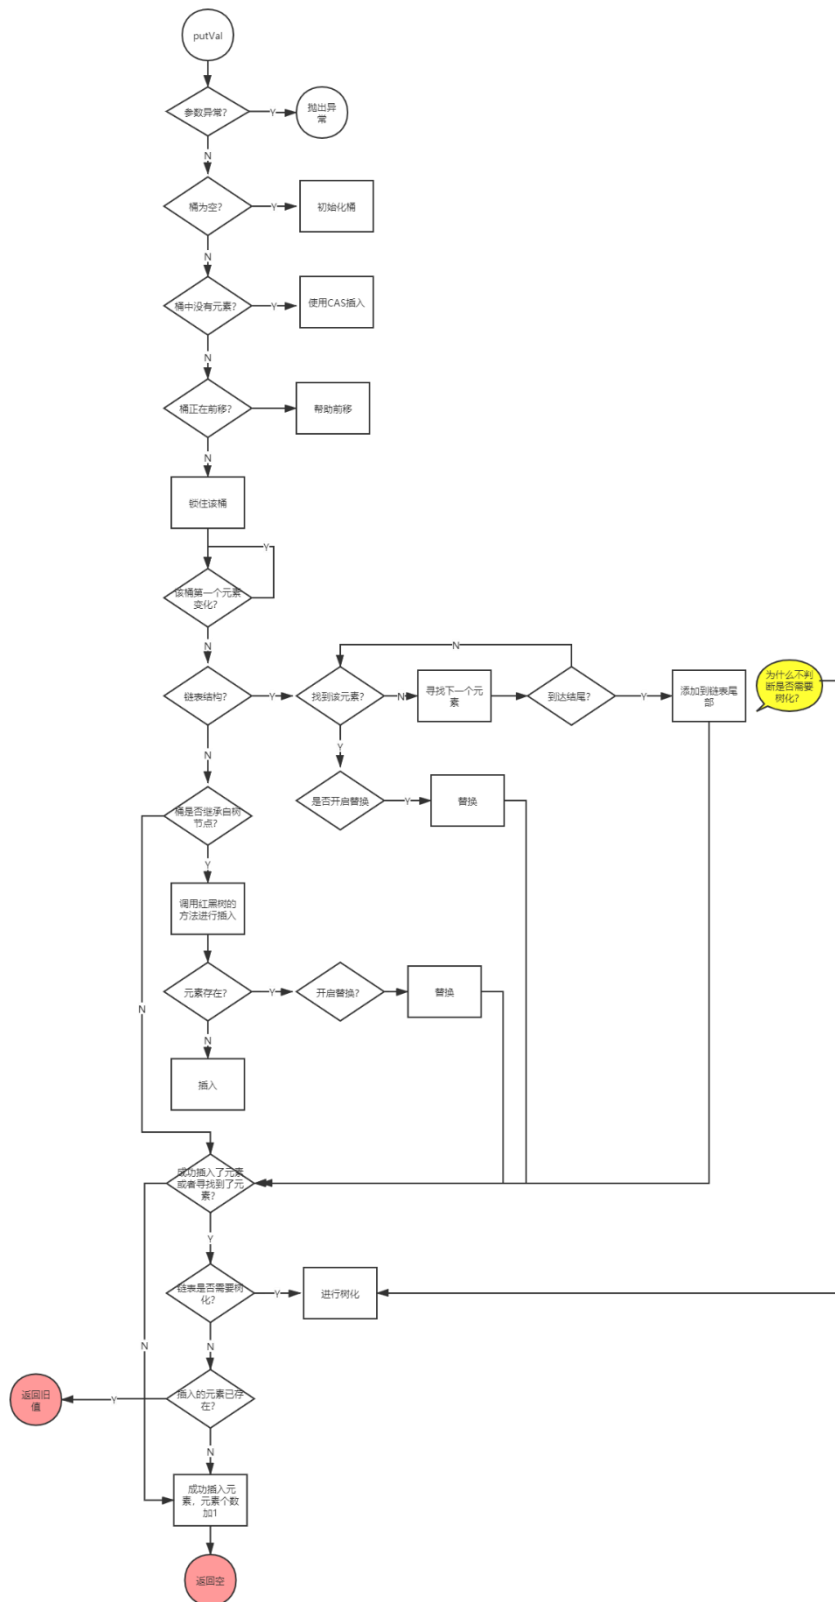 putVal
参数异常?
Y
抛出异
常
N
桶为空?
Y
初始化桶
N
桶中没有元素?
Y
使用CAS插入
N
桶正在前移?
帮助前移
N
锁住该桶
Y
该桶第一个元素
变化?
N
N
链表结构?
Y
找到该元素?
N
寻找下一个元
素
到达结尾?
Y
添加到链表尾
部
为什么不判
断是否需要
树化?
N
Y
桶是否继承自树
节点?
是否开启替换
Y
替换
Y
调用红黑树的
方法进行插入
元素存在?
Y
开启替换?
替换
N
N
插入
成功插入了元素
或者寻找到了元
素?
Y
链表是否需要树
化?
Y
进行树化
N
N
插入的元素已存
在?
Y
返回旧
值
N
成功插入元
素，元素个数
加1
返回空